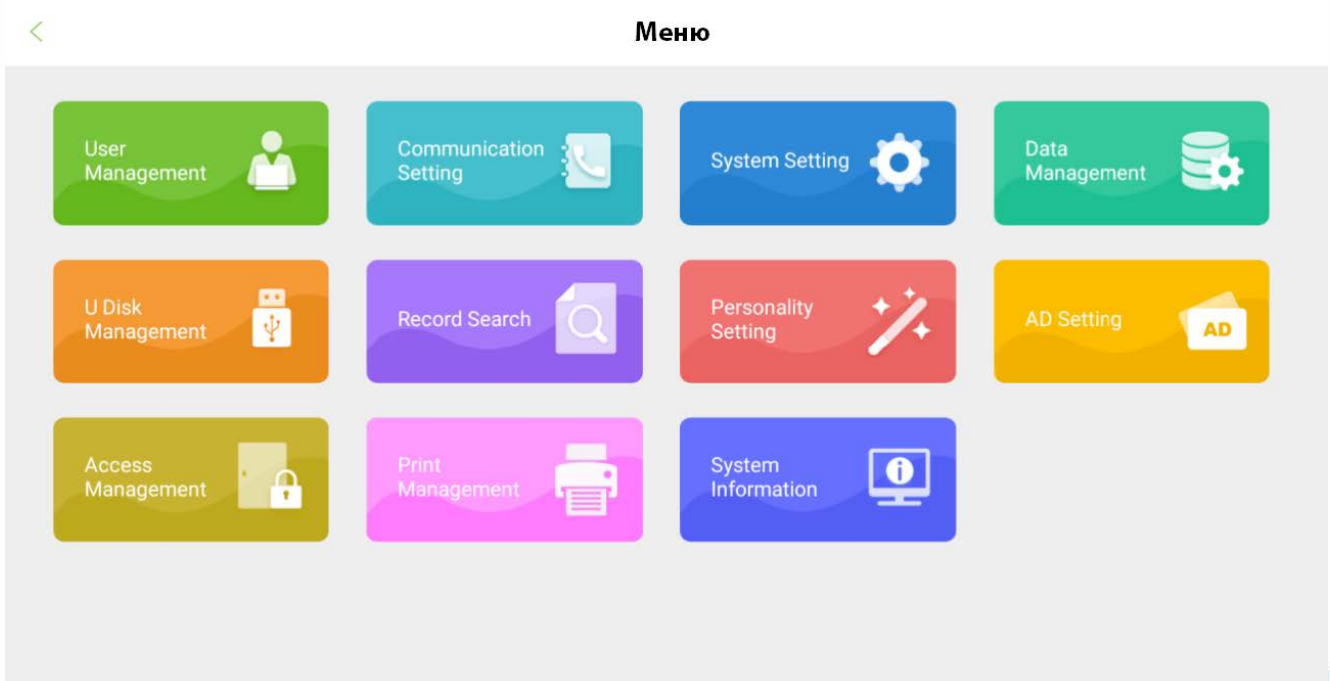 Меню
User
Management
Communication
Setting
System Setting
Data
Management
U Disk
Management
Record Search
Personality
Setting
AD Setting
AD
Access
Management
Print
Management
System
Information